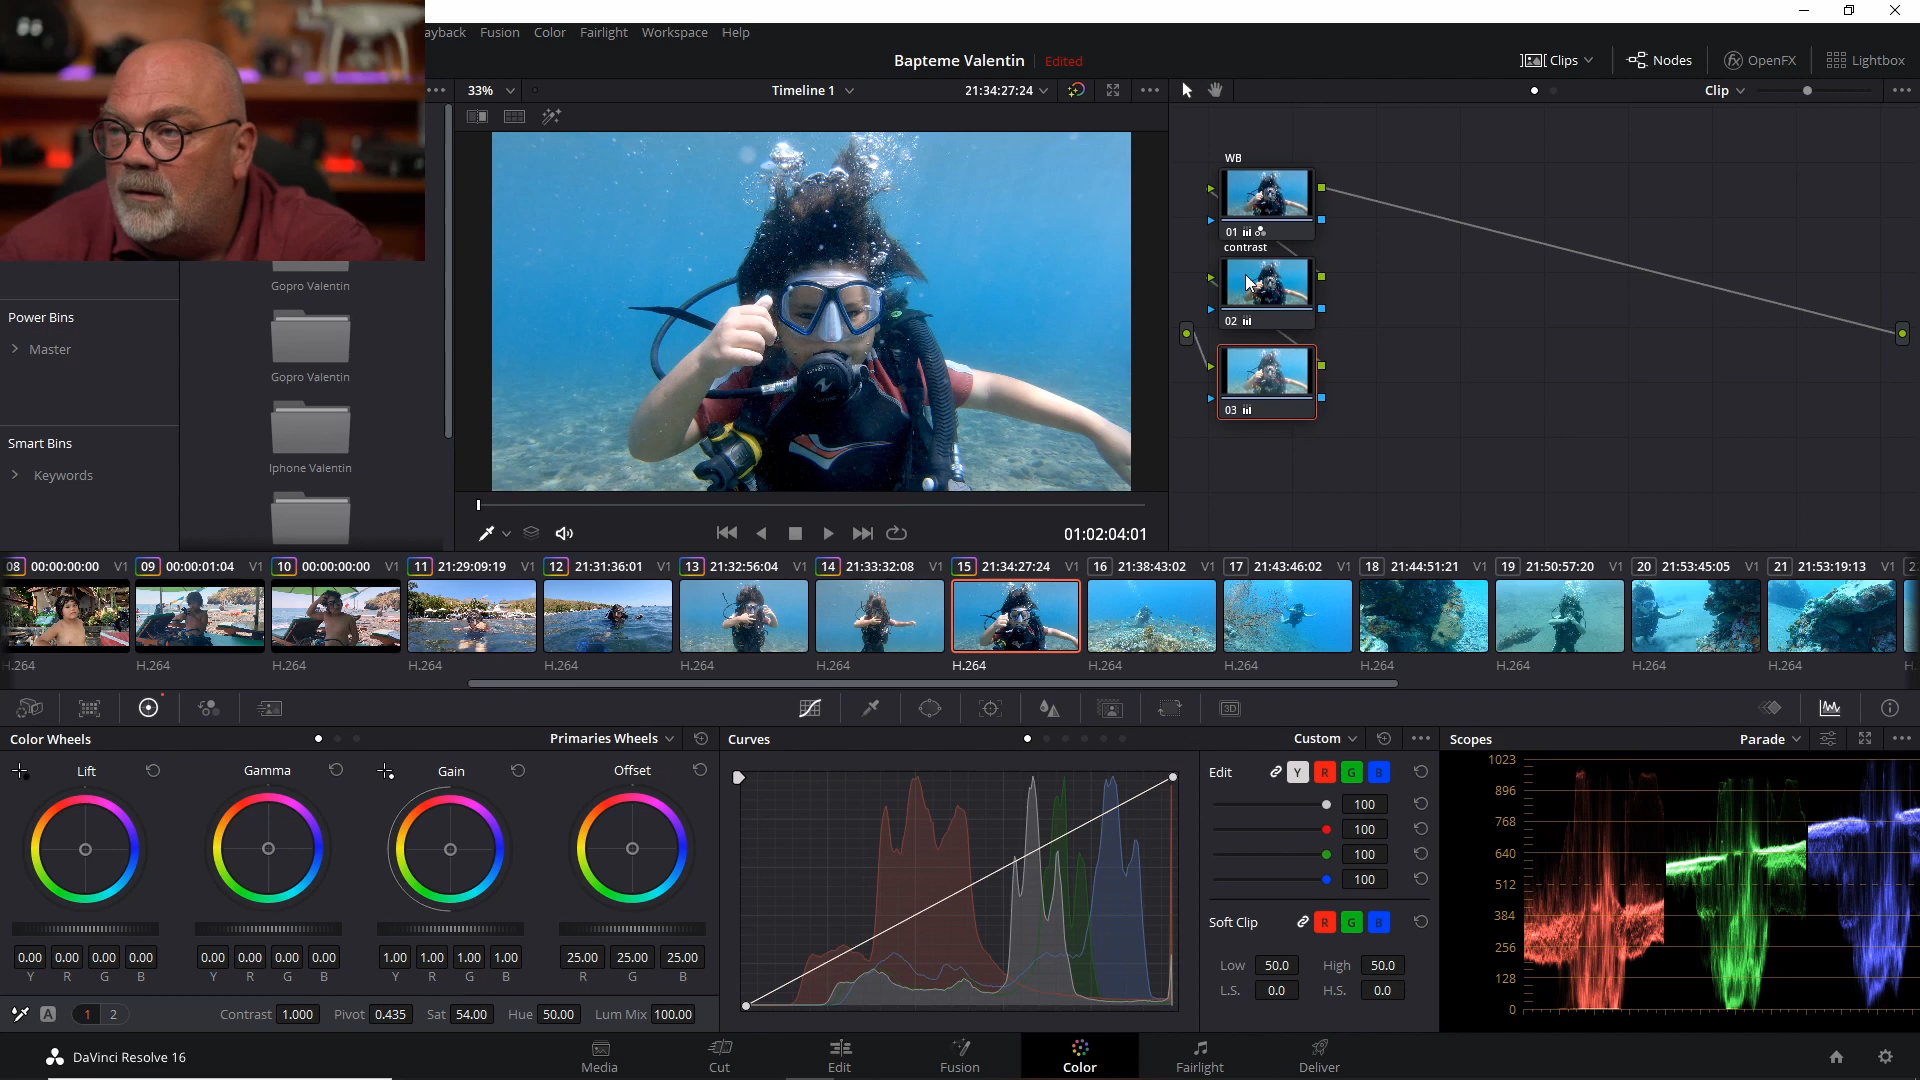 ayback Fusion Color Fairlight Workspace Help
Bapteme Valentin Edited
Clips Nodes OpenFX Lightbox
33% Timeline 1 21:34:27:24 Clip
WB
01
contrast
02
03
Gopro Valentin
Power Bins
Master
Gopro Valentin
Smart Bins
Iphone Valentin
Keywords
01:02:04:01
08 00:00:00:00 V1 09 00:00:01:04 V1 10 00:00:00:00 V1 11 21:29:09:19 V1 12 21:31:36:01 V1 13 21:32:56:04 V1 14 21:33:32:08 V1 15 21:34:27:24 V1 16 21:38:43:02 V1 17 21:43:46:02 V1 18 21:44:51:21 V1 19 21:50:57:20 V1 20 21:53:45:05 V1 21 21:53:19:13 V1 2
H.264 H.264 H.264 H.264 H.264 H.264 H.264 H.264 H.264 H.264 H.264 H.264 H.264 H.264 H.
3D
Color Wheels Primaries Wheels Curves Custom Scopes Parade
Lift Gamma Gain Offset
Edit Y R G B
100
100
100
100
Soft Clip R G B
Low 50.0 High 50.0
L.S. 0.0 H.S. 0.0
1023
896
768
640
512
384
256
128
0
0.00 0.00 0.00 0.00 0.00 0.00 0.00 0.00 1.00 1.00 1.00 1.00 25.00 25.00 25.00
Y R G B Y R G B Y R G B R G B
A 1 2 Contrast 1.000 Pivot 0.435 Sat 54.00 Hue 50.00 Lum Mix 100.00
DaVinci Resolve 16 Media Cut Edit Fusion Color Fairlight Deliver